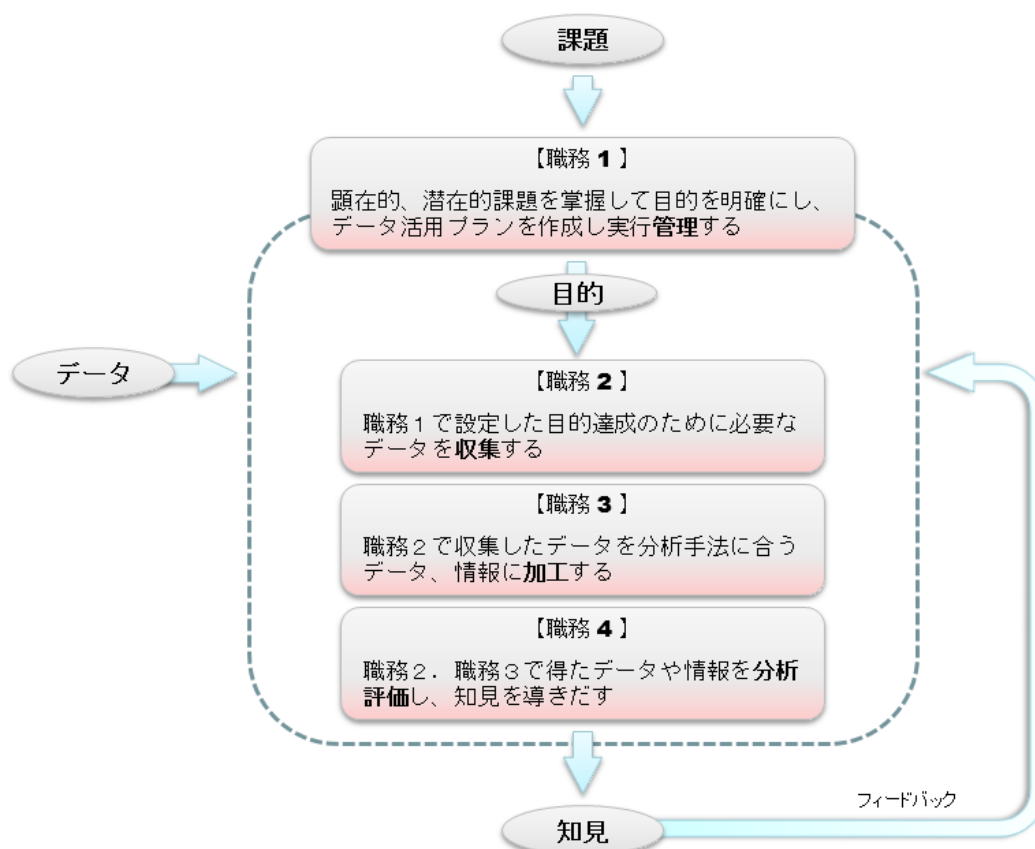 課題
【職務 1 】
顕在的、潜在的課題を掌握して目的を明確にし、
データ活用プランを作成し実行管理する
目的
データ
【職務 2 】
職務１で設定した目的達成のために必要な
データを収集する
【職務 3 】
職務２で収集したデータを分析手法に合う
データ、情報に加工する
【職務 4 】
職務２．職務３で得たデータや情報を分析
評価し、知見を導きだす
フィードバック
知見